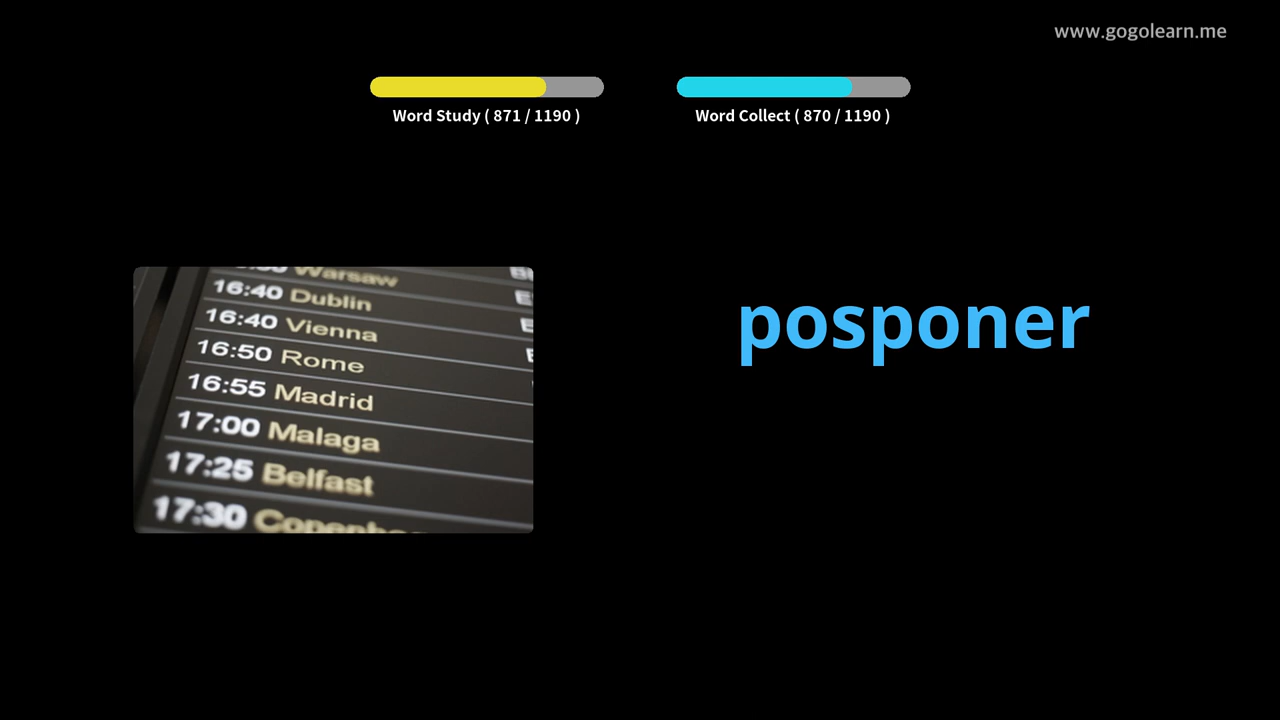 www.gogolearn.me
Word Study ( 871 / 1190 )
Word Collect ( 870 / 1190 )
Warsaw
16:40 Dublin
16:40 Vienna
16:50 Rome
16:55 Madrid
17:00 Malaga
17:25 Belfast
17:30
posponer